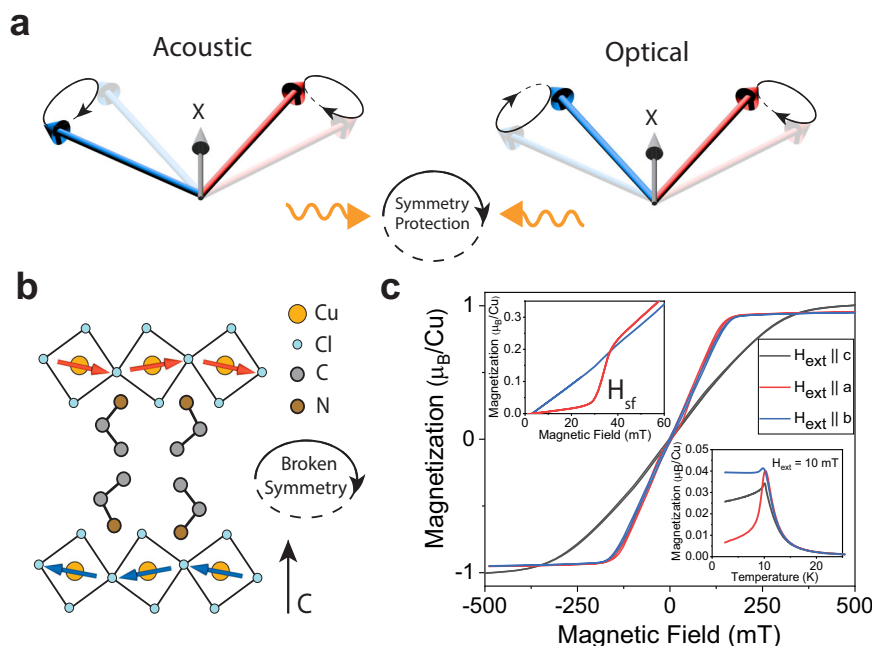 a
Acoustic
Optical
X
X
Symmetry
Protection
b
Cu
Cl
C
N
Broken
Symmetry
C
c
Magnetization (μB/Cu)
1
0
-1
-500
-250
0
250
500
Magnetic Field (mT)
Hext || c
Hext || a
Hext || b
Magnetization (μB/Cu)
0.3
0.2
0.1
0.0
0
20
40
60
Magnetic Field (mT)
Hsf
Magnetization (μB/Cu)
0.05
0.04
0.03
0.02
0.01
0.00
0
10
20
Temperature (K)
Hext = 10 mT